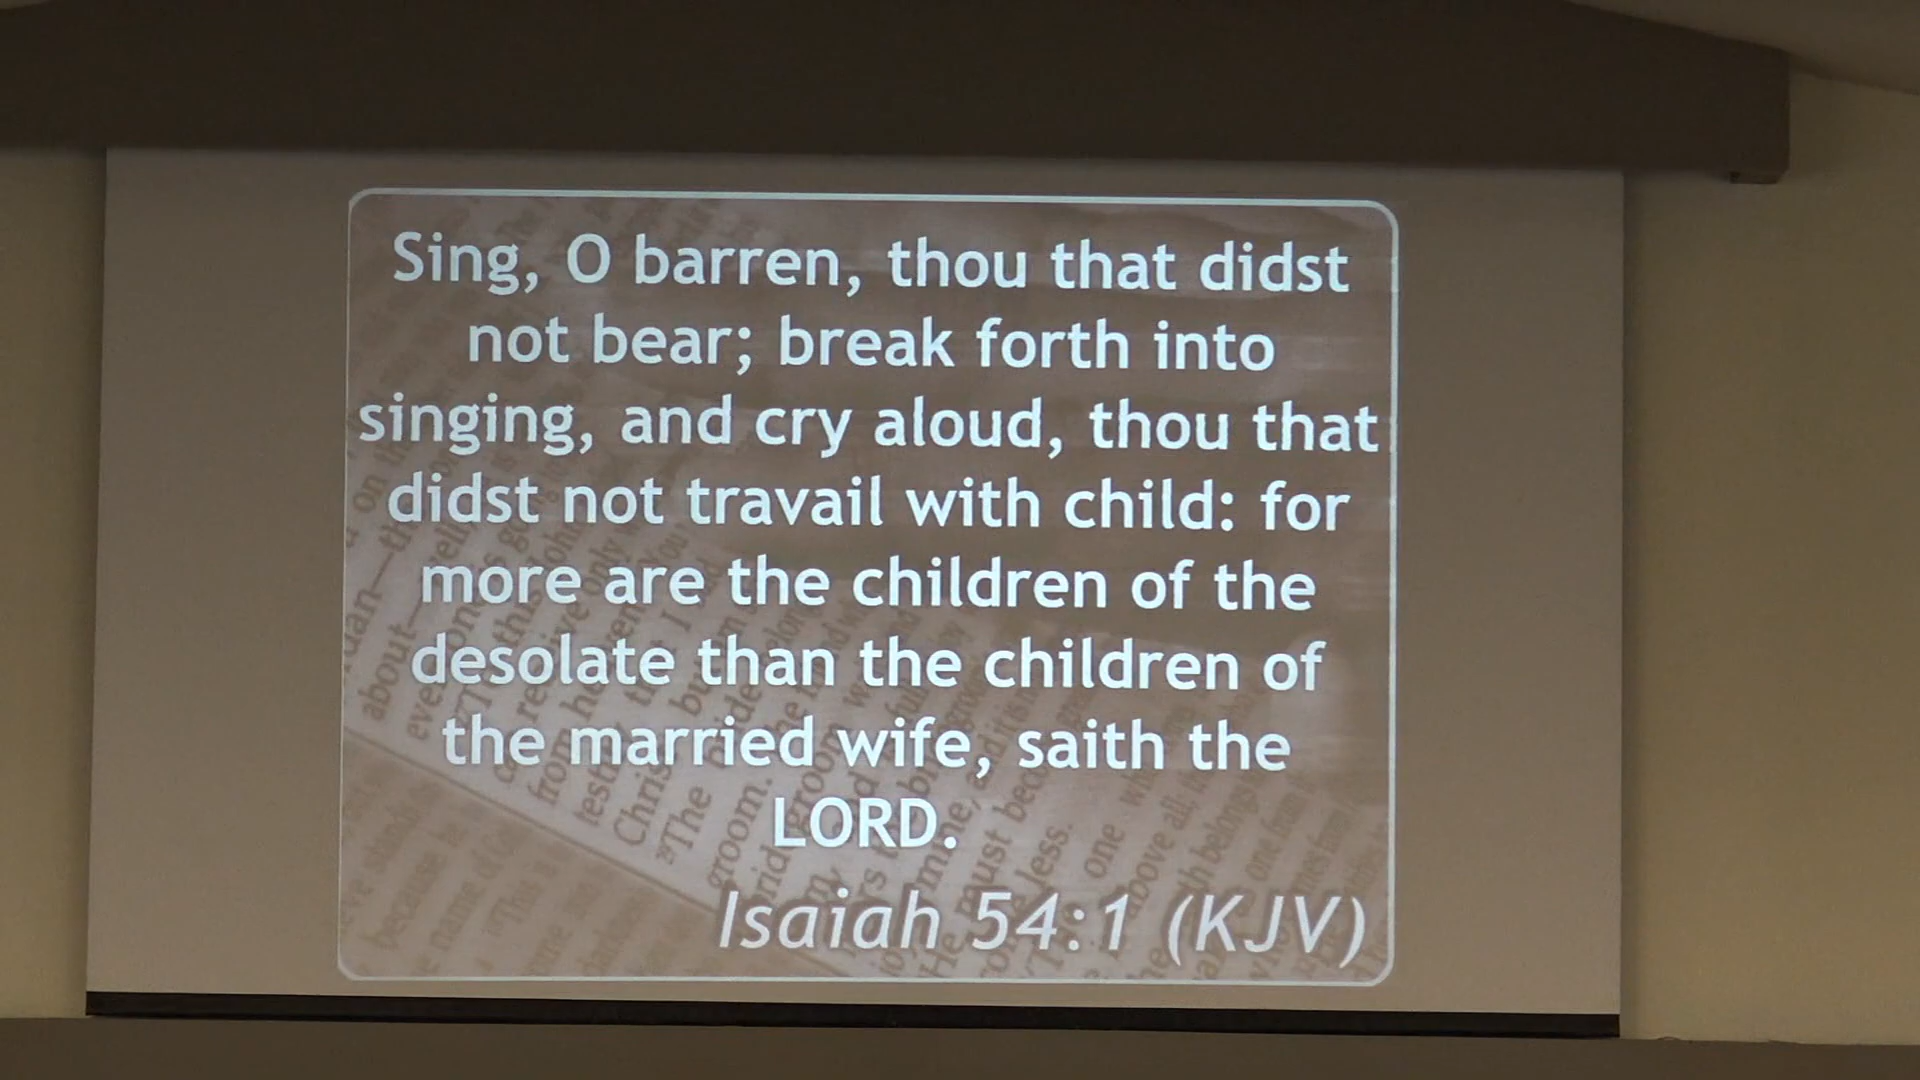 Sing, O barren, thou that didst
not bear; break forth into
singing, and cry aloud, thou that
didst not travail with child: for
more are the children of the
desolate than the children of
the married wife, saith the
LORD.
Isaiah 54:1 (KJV)